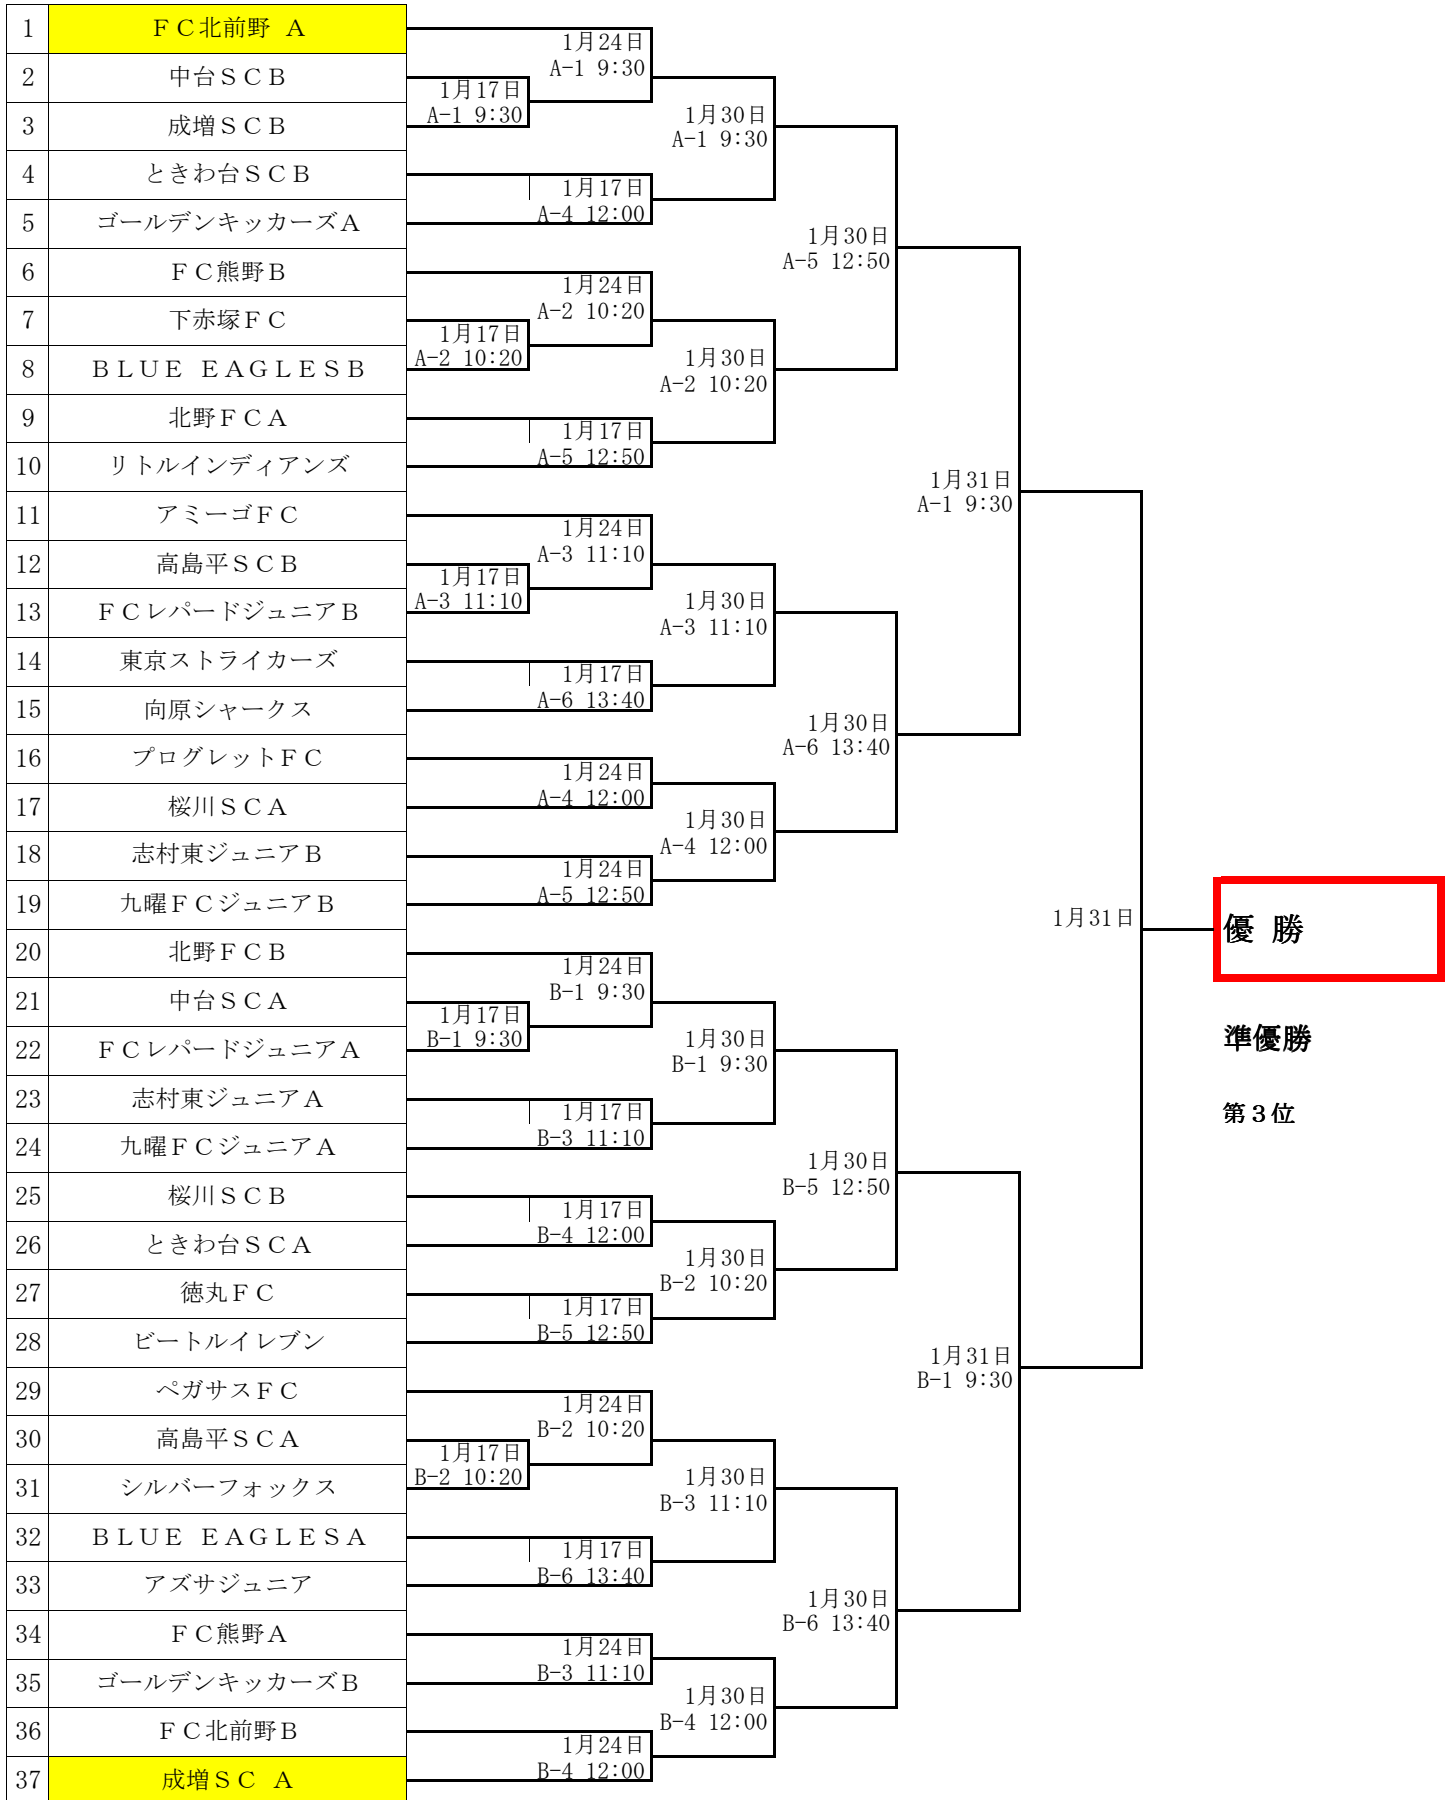 1 ＦＣ北前野 Ａ
2 中台ＳＣＢ
3 成増ＳＣＢ
4 ときわ台ＳＣＢ
5 ゴールデンキッカーズＡ
6 ＦＣ熊野Ｂ
7 下赤塚ＦＣ
8 ＢＬＵＥ ＥＡＧＬＥＳＢ
9 北野ＦＣＡ
10 リトルインディアンズ
11 アミーゴＦＣ
12 高島平ＳＣＢ
13 ＦＣレパードジュニアＢ
14 東京ストライカーズ
15 向原シャークス
16 プログレットＦＣ
17 桜川ＳＣＡ
18 志村東ジュニアＢ
19 九曜ＦＣジュニアＢ
20 北野ＦＣＢ
21 中台ＳＣＡ
22 ＦＣレパードジュニアＡ
23 志村東ジュニアＡ
24 九曜ＦＣジュニアＡ
25 桜川ＳＣＢ
26 ときわ台ＳＣＡ
27 徳丸ＦＣ
28 ビートルイレブン
29 ペガサスＦＣ
30 高島平ＳＣＡ
31 シルバーフォックス
32 ＢＬＵＥ ＥＡＧＬＥＳＡ
33 アズサジュニア
34 ＦＣ熊野Ａ
35 ゴールデンキッカーズＢ
36 ＦＣ北前野Ｂ
37 成増ＳＣ Ａ
1月17日
A-1 9:30
1月17日
A-2 10:20
1月17日
A-3 11:10
1月17日
B-1 9:30
1月17日
B-2 10:20
1月24日
A-1 9:30
1月17日
A-4 12:00
1月24日
A-2 10:20
1月17日
A-5 12:50
1月24日
A-3 11:10
1月17日
A-6 13:40
1月24日
A-4 12:00
1月24日
A-5 12:50
1月24日
B-1 9:30
1月17日
B-3 11:10
1月17日
B-4 12:00
1月17日
B-5 12:50
1月24日
B-2 10:20
1月17日
B-6 13:40
1月24日
B-3 11:10
1月24日
B-4 12:00
1月30日
A-1 9:30
1月30日
A-2 10:20
1月30日
A-3 11:10
1月30日
A-4 12:00
1月30日
B-1 9:30
1月30日
B-2 10:20
1月30日
B-3 11:10
1月30日
B-4 12:00
1月30日
A-5 12:50
1月30日
A-6 13:40
1月30日
B-5 12:50
1月30日
B-6 13:40
1月31日
A-1 9:30
1月31日
B-1 9:30
1月31日
優 勝
準優勝
第３位